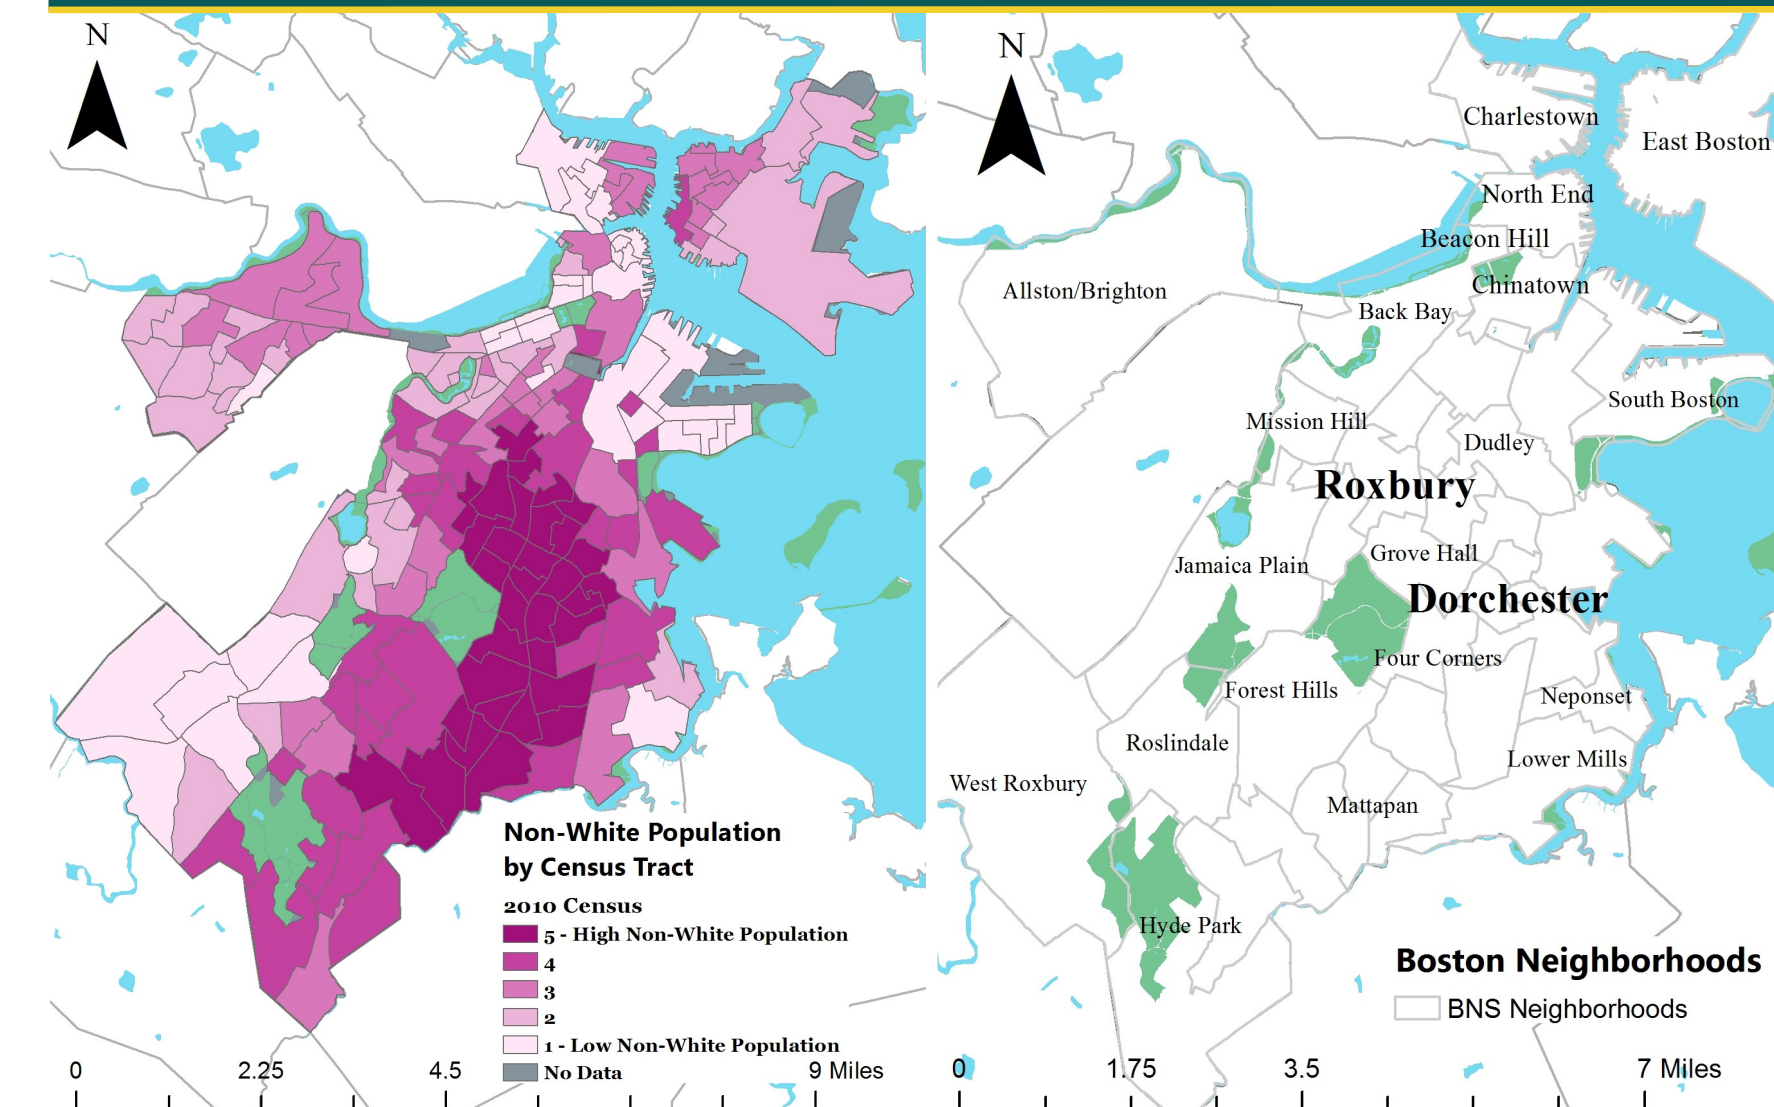 N
Non-White Population
by Census Tract
2010 Census
5 - High Non-White Population
4
3
2
1 - Low Non-White Population
No Data
0 2.25 4.5 9 Miles
N
Charlestown
East Boston
North End
Beacon Hill
Chinatown
Allston/Brighton
Back Bay
South Boston
Mission Hill
Dudley
Roxbury
Grove Hall
Jamaica Plain
Dorchester
Four Corners
Forest Hills
Neponset
Roslindale
Lower Mills
West Roxbury
Mattapan
Hyde Park
Boston Neighborhoods
BNS Neighborhoods
0 1.75 3.5 7 Miles